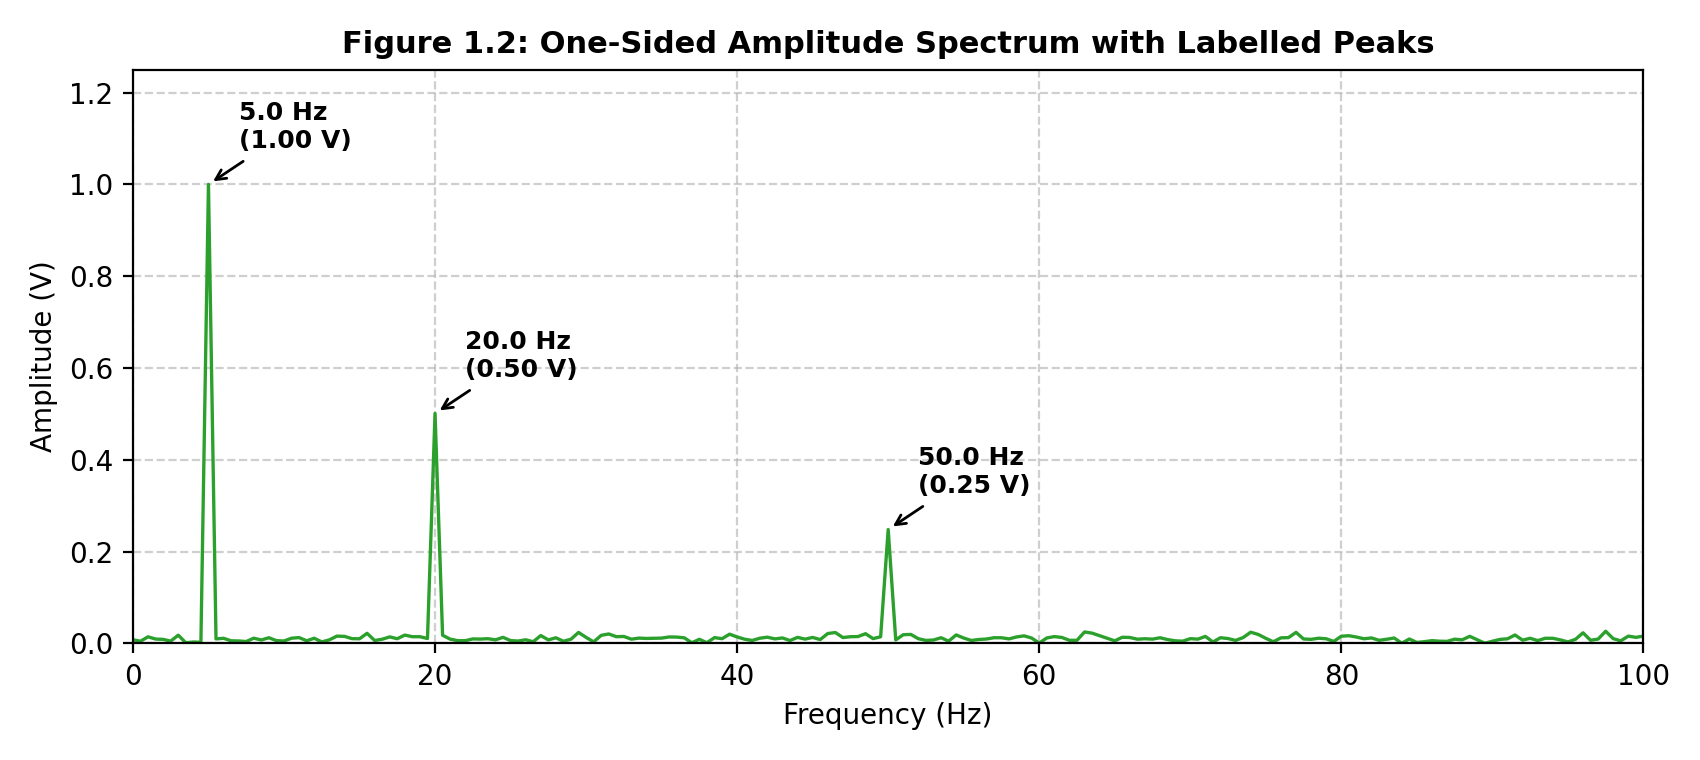 Figure 1.2: One-Sided Amplitude Spectrum with Labelled Peaks
1.2
1.0
0.8
0.6
0.4
0.2
0.0
Amplitude (V)
5.0 Hz
(1.00 V)
20.0 Hz
(0.50 V)
50.0 Hz
(0.25 V)
0 20 40 60 80 100
Frequency (Hz)